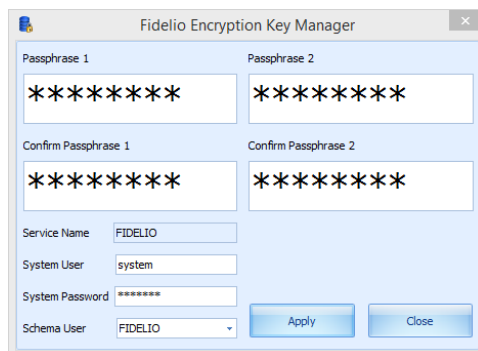 Fidelio Encryption Key Manager
Passphrase 1 Passphrase 2
******** ********
Confirm Passphrase 1 Confirm Passphrase 2
******** ********
Service Name FIDELIO
System User system
System Password *******
Schema User FIDELIO
Apply Close